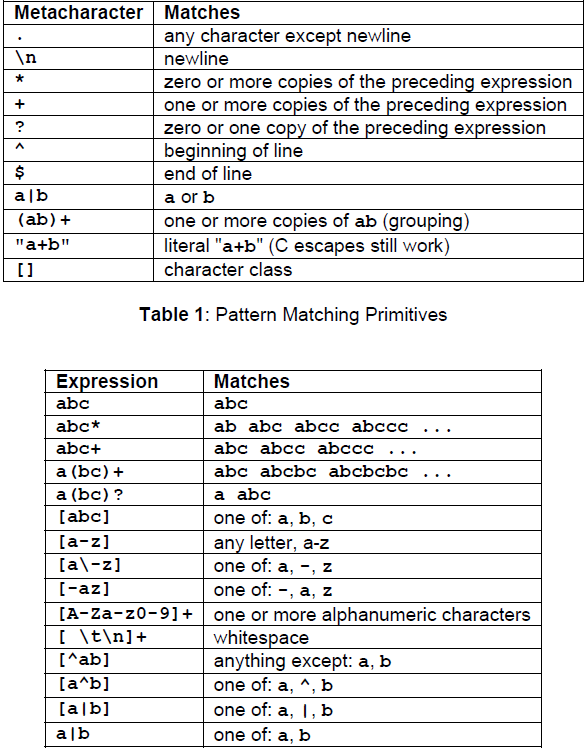 Metacharacter Matches
. any character except newline
\n newline
* zero or more copies of the preceding expression
+ one or more copies of the preceding expression
? zero or one copy of the preceding expression
^ beginning of line
$ end of line
a|b a or b
(ab)+ one or more copies of ab (grouping)
"a+b" literal "a+b" (C escapes still work)
[] character class
Table 1: Pattern Matching Primitives
Expression Matches
abc abc
abc* ab abc abcc abccc ...
abc+ abc abcc abccc ...
a(bc)+ abc abcbc abcbcbc ...
a(bc)? a abc
[abc] one of: a, b, c
[a-z] any letter, a-z
[a\-z] one of: a, -, z
[-az] one of: -, a, z
[A-Za-z0-9]+ one or more alphanumeric characters
[ \t\n]+ whitespace
[^ab] anything except: a, b
[a^b] one of: a, ^, b
[a|b] one of: a, |, b
a|b one of: a, b